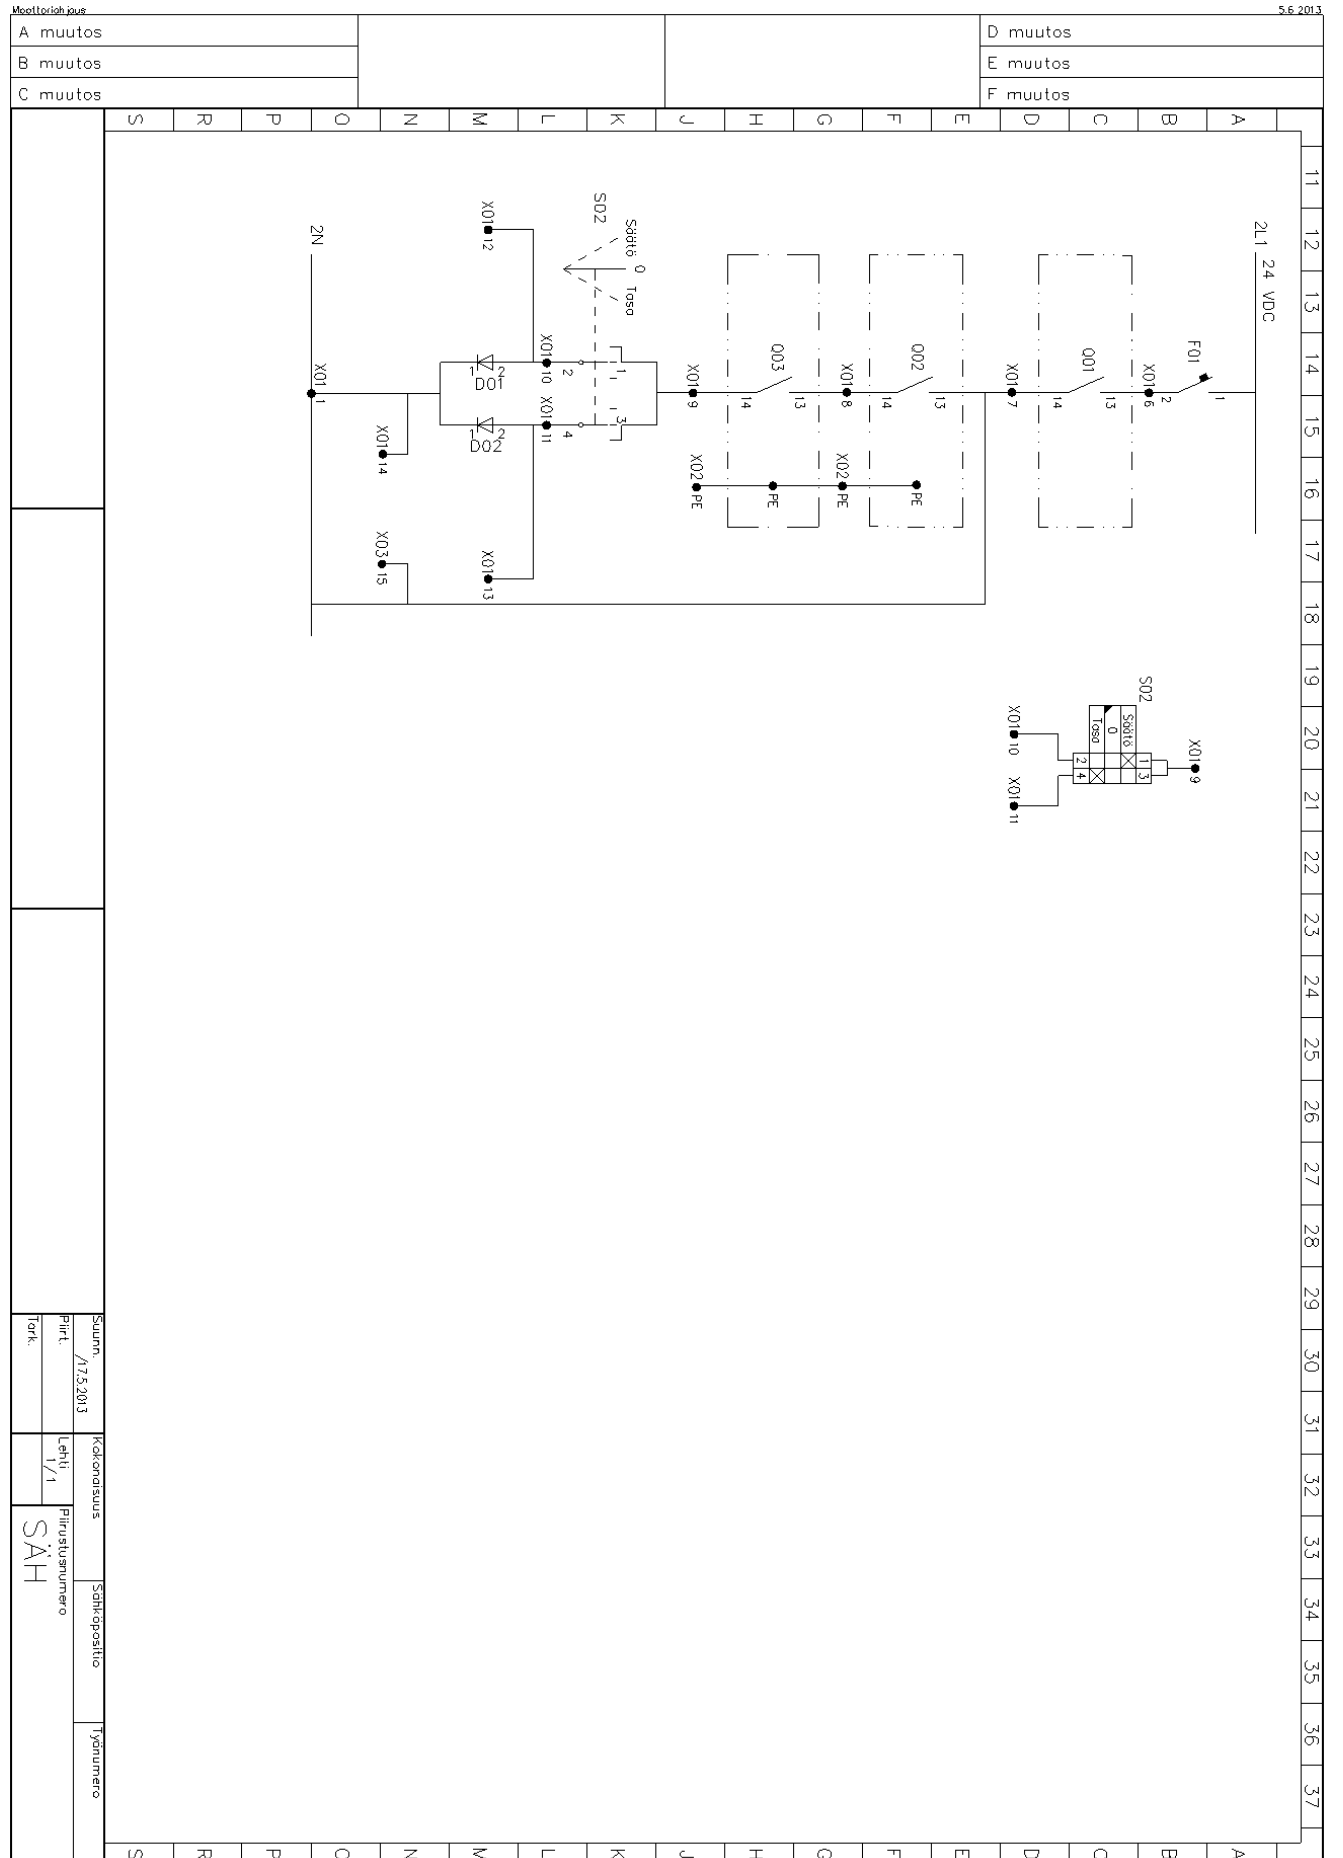 Moottoriohjaus
5.6.2013
A muutos
B muutos
C muutos
D muutos
E muutos
F muutos
S R P O N M L K J H G F E D C B A
11
12
13
14
15
16
17
18
19
20
21
22
23
24
25
26
27
28
29
30
31
32
33
34
35
36
37
2L1 24 VDC
F01
1
2
X01 6
Q01
13
14
X01 7
Q02
13
14
X01 8
Q03
13
14
X01 9
PE
X02 PE
PE
X02 PE
S02
Säätö 0 Tasa
1
2
3
4
X01 10
X01 11
X01 12
X01 13
1 2
D01
1 2
D02
X01 14
X03 15
2N
X01 1
S02
X01 9
Säätö
0
Tasa
1
3
2
4
X01 10
X01 11
Suunn.
/17.5.2013
Piirt.
Tark.
Kokonaisuus
Lehti
1/1
Sähköpositio
Piirustusnumero
SÄH
Työnumero
S R P O N M L K J H G F E D C B A